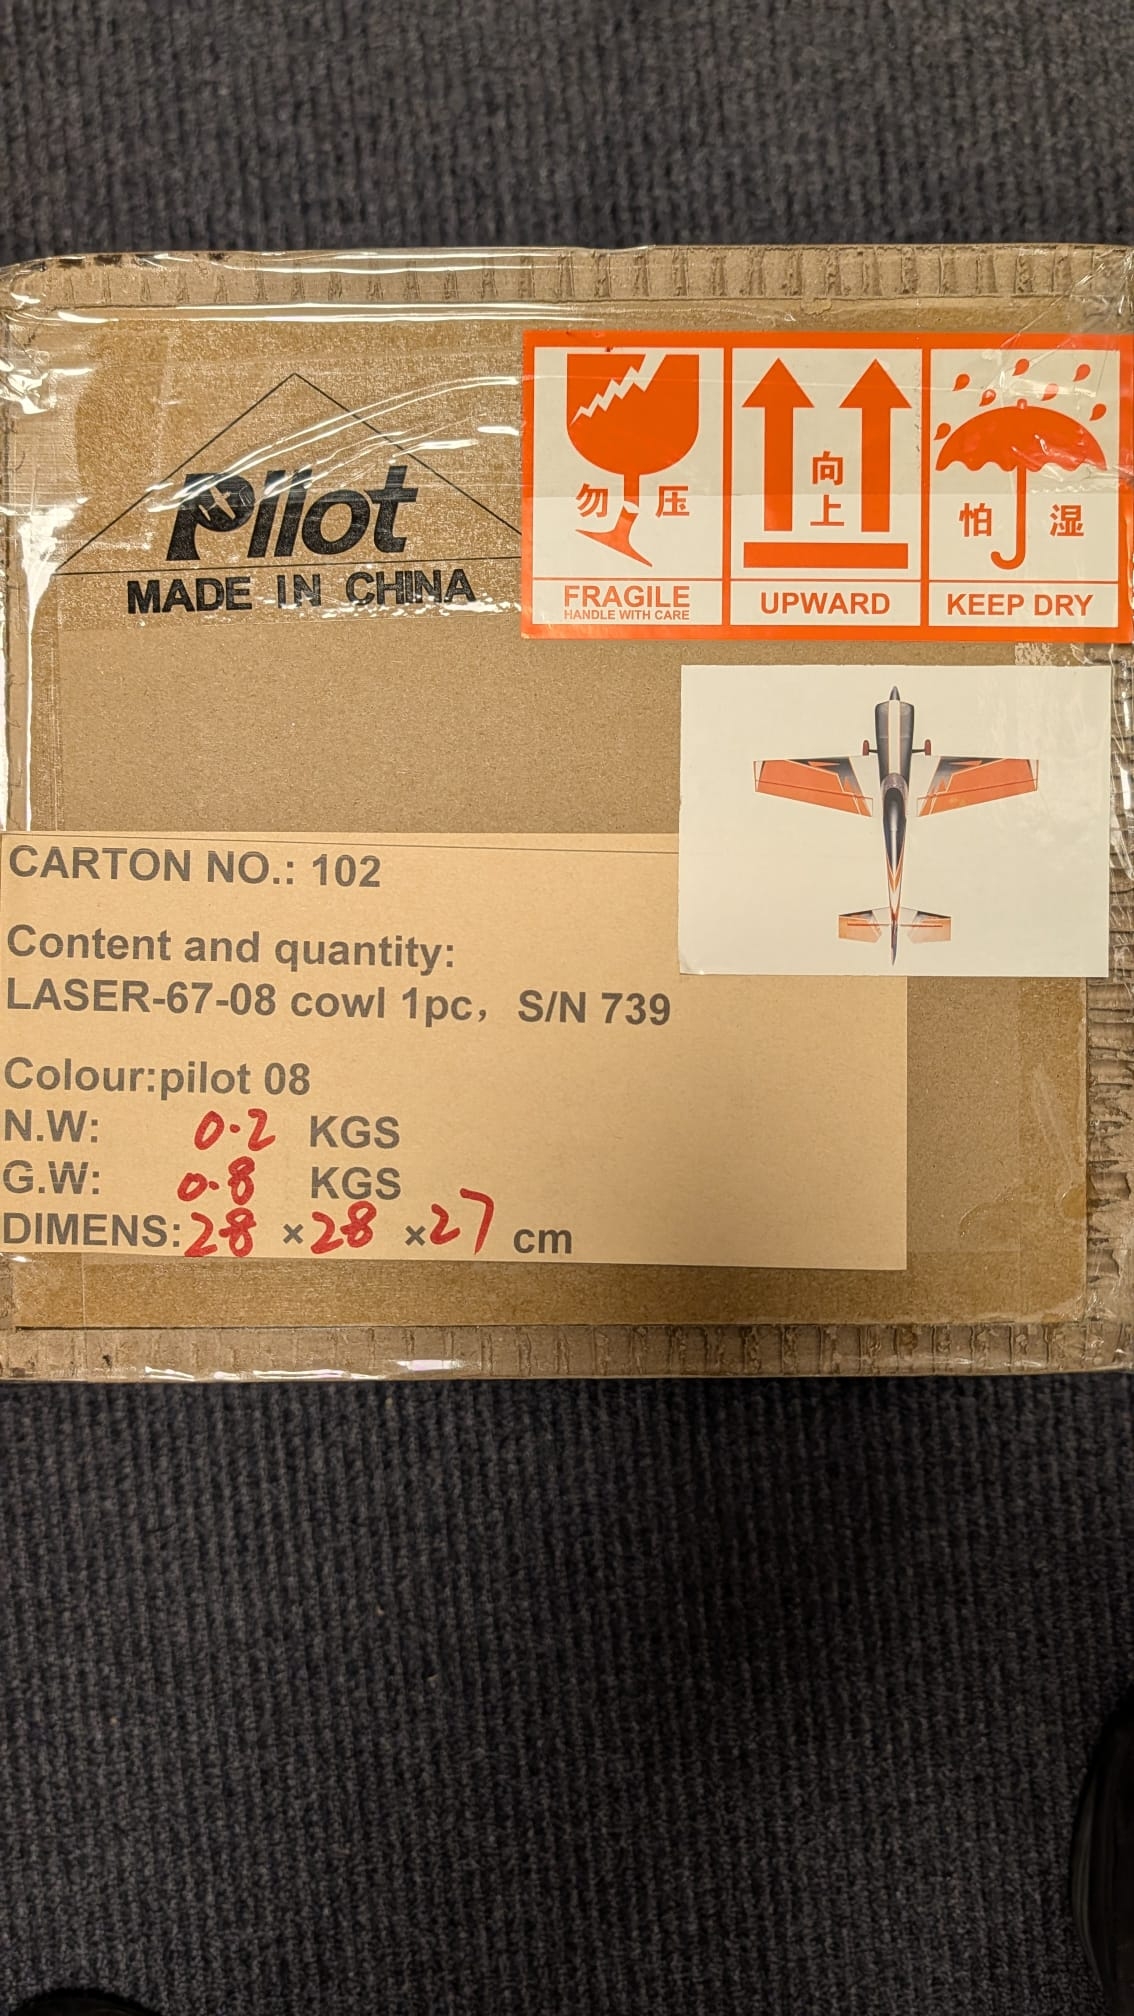 Pilot
MADE IN CHINA
勿压
FRAGILE
HANDLE WITH CARE
向上
UPWARD
怕湿
KEEP DRY
CARTON NO.: 102
Content and quantity:
LASER-67-08 cowl 1pc， S/N 739
Colour:pilot 08
N.W: 0.2 KGS
G.W: 0.8 KGS
DIMENS: 28 ×28 ×27 cm